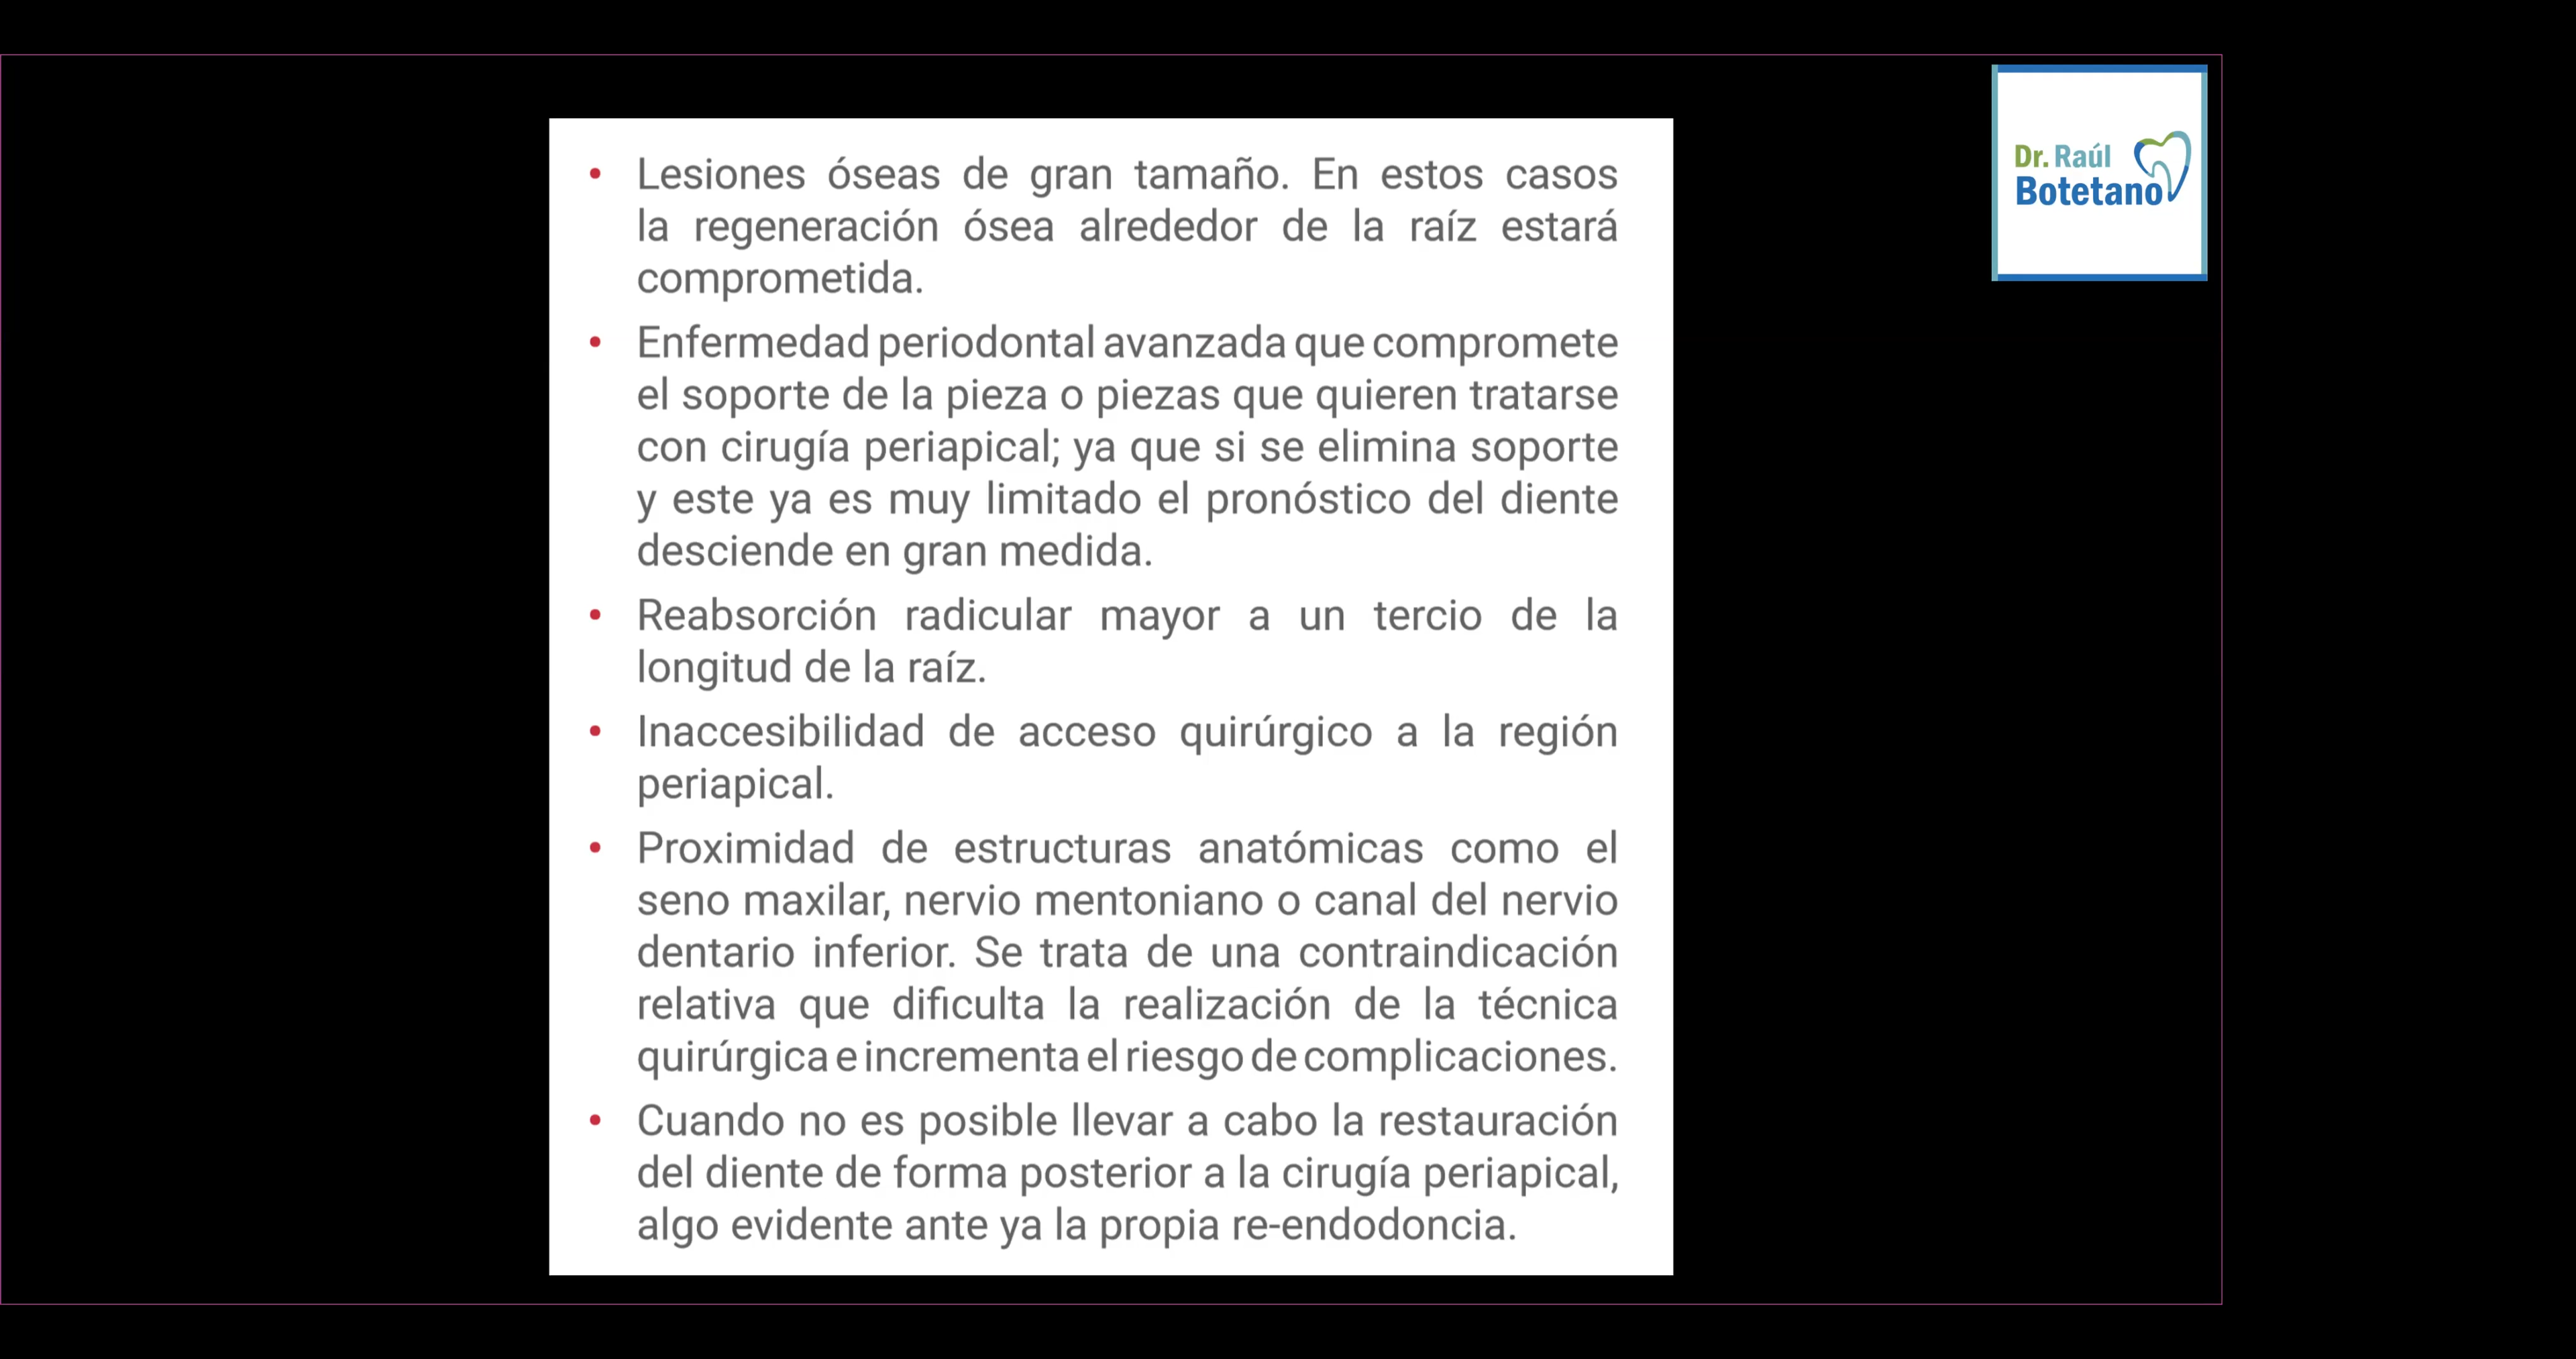 • Lesiones óseas de gran tamaño. En estos casos
la regeneración ósea alrededor de la raíz estará
comprometida.
• Enfermedad periodontal avanzada que compromete
el soporte de la pieza o piezas que quieren tratarse
con cirugía periapical; ya que si se elimina soporte
y este ya es muy limitado el pronóstico del diente
desciende en gran medida.
• Reabsorción radicular mayor a un tercio de la
longitud de la raíz.
• Inaccesibilidad de acceso quirúrgico a la región
periapical.
• Proximidad de estructuras anatómicas como el
seno maxilar, nervio mentoniano o canal del nervio
dentario inferior. Se trata de una contraindicación
relativa que dificulta la realización de la técnica
quirúrgica e incrementa el riesgo de complicaciones.
• Cuando no es posible llevar a cabo la restauración
del diente de forma posterior a la cirugía periapical,
algo evidente ante ya la propia re-endodoncia.
Dr. Raúl
Botetano